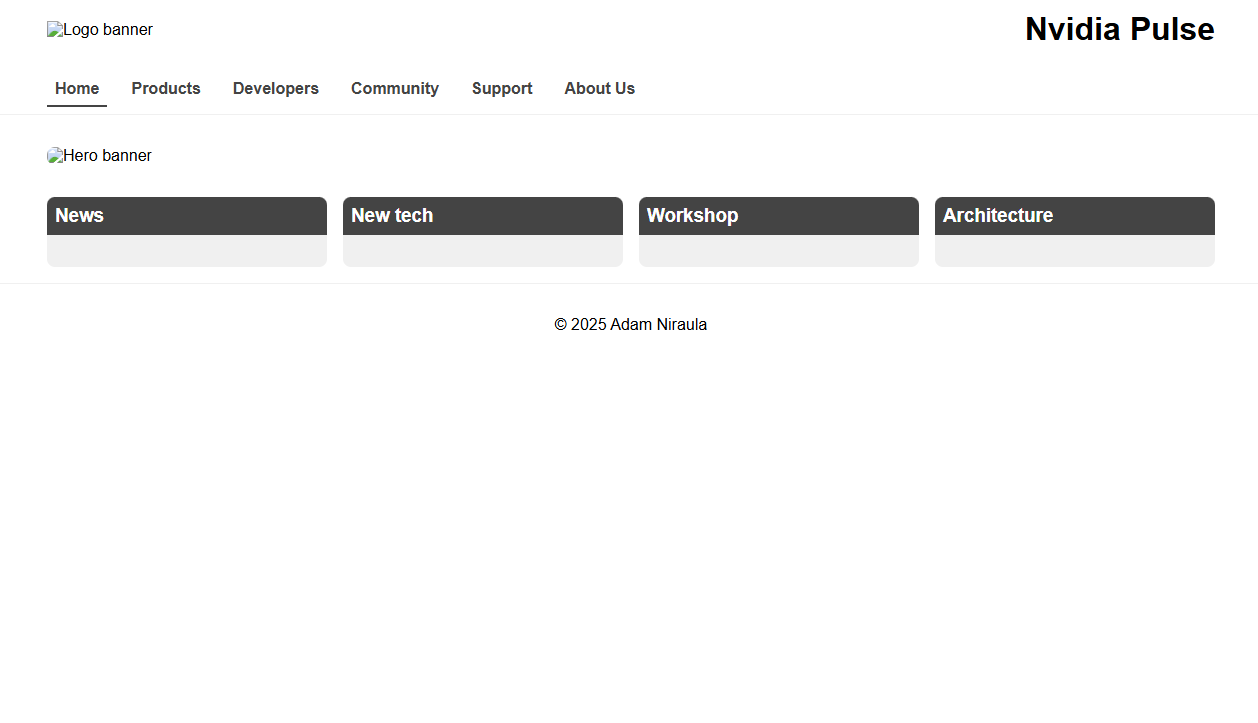 Logo banner
Nvidia Pulse
Home Products Developers Community Support About Us
Hero banner
News New tech Workshop Architecture
© 2025 Adam Niraula